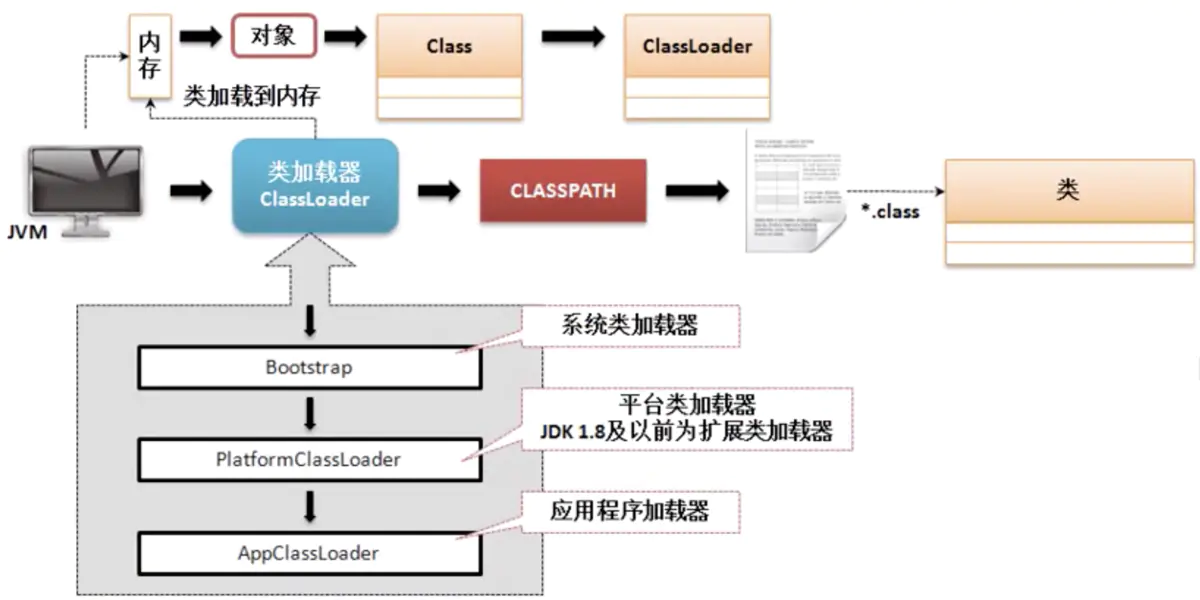 内
存
对象
Class
ClassLoader
类加载到内存
JVM
类加载器
ClassLoader
CLASSPATH
*.class
类
系统类加载器
Bootstrap
平台类加载器
JDK 1.8及以前为扩展类加载器
PlatformClassLoader
应用程序加载器
AppClassLoader